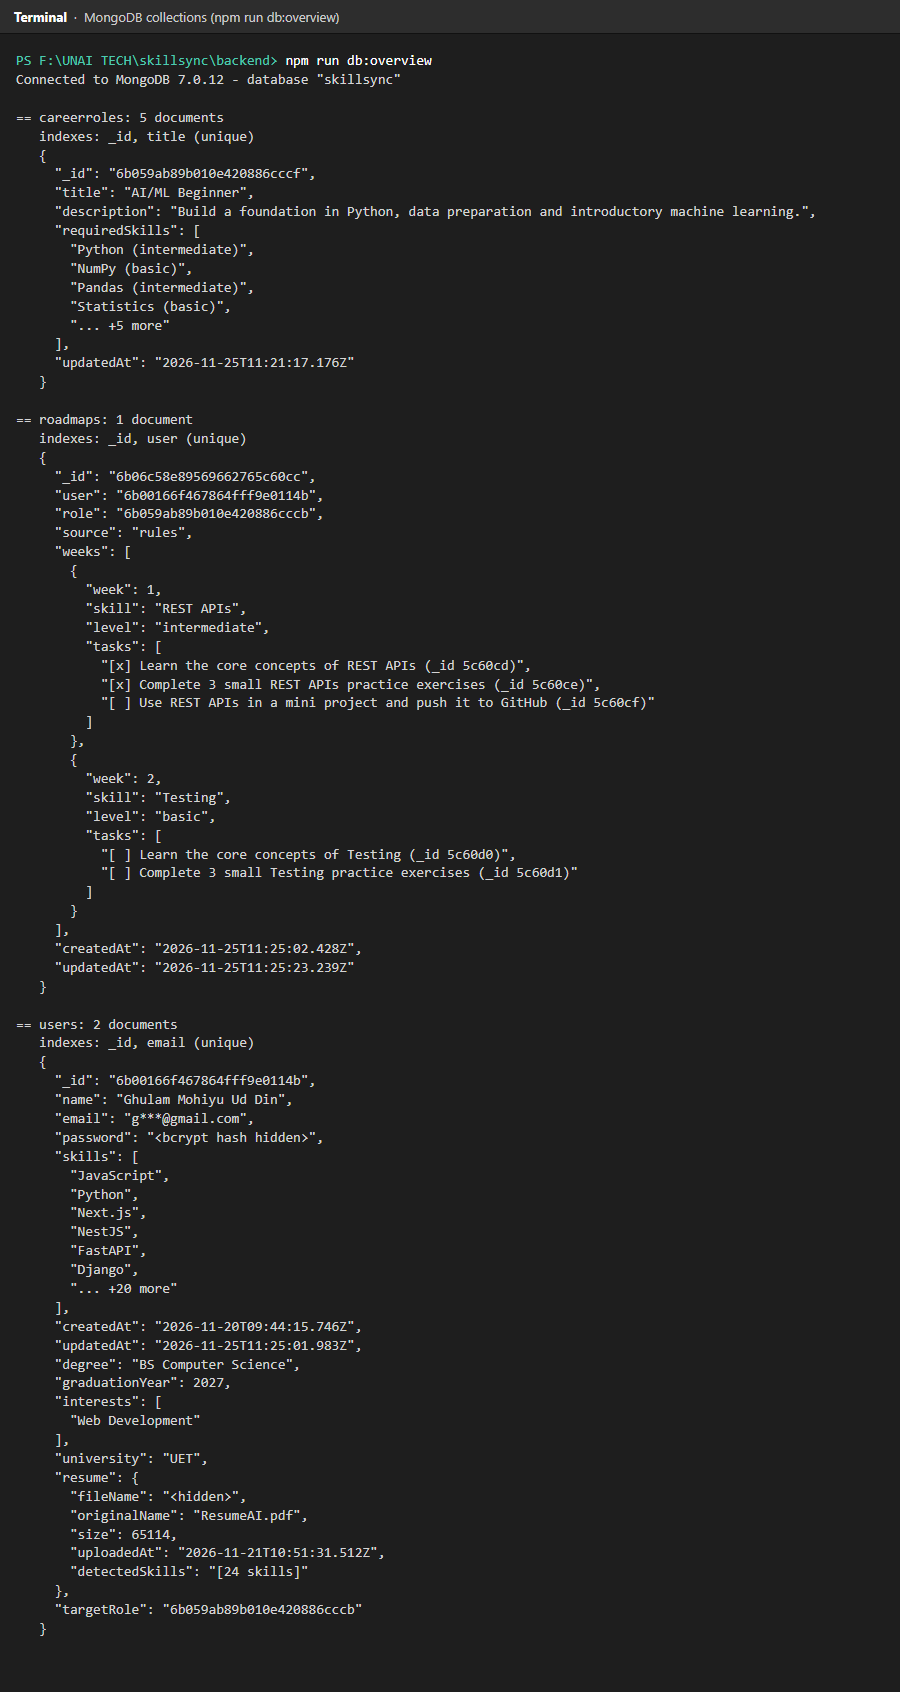 Terminal · MongoDB collections (npm run db:overview)
PS F:\UNAI TECH\skillsync\backend> npm run db:overview
Connected to MongoDB 7.0.12 - database "skillsync"
== careerroles: 5 documents
   indexes: _id, title (unique)
   {
     "_id": "6b059ab89b010e420886cccf",
     "title": "AI/ML Beginner",
     "description": "Build a foundation in Python, data preparation and introductory machine learning.",
     "requiredSkills": [
       "Python (intermediate)",
       "NumPy (basic)",
       "Pandas (intermediate)",
       "Statistics (basic)",
       "... +5 more"
     ],
     "updatedAt": "2026-11-25T11:21:17.176Z"
   }
== roadmaps: 1 document
   indexes: _id, user (unique)
   {
     "_id": "6b06c58e89569662765c60cc",
     "user": "6b00166f467864fff9e0114b",
     "role": "6b059ab89b010e420886cccb",
     "source": "rules",
     "weeks": [
       {
         "week": 1,
         "skill": "REST APIs",
         "level": "intermediate",
         "tasks": [
           "[x] Learn the core concepts of REST APIs (_id 5c60cd)",
           "[x] Complete 3 small REST APIs practice exercises (_id 5c60ce)",
           "[ ] Use REST APIs in a mini project and push it to GitHub (_id 5c60cf)"
         ]
       },
       {
         "week": 2,
         "skill": "Testing",
         "level": "basic",
         "tasks": [
           "[ ] Learn the core concepts of Testing (_id 5c60d0)",
           "[ ] Complete 3 small Testing practice exercises (_id 5c60d1)"
         ]
       }
     ],
     "createdAt": "2026-11-25T11:25:02.428Z",
     "updatedAt": "2026-11-25T11:25:23.239Z"
   }
== users: 2 documents
   indexes: _id, email (unique)
   {
     "_id": "6b00166f467864fff9e0114b",
     "name": "Ghulam Mohiyu Ud Din",
     "email": "g***@gmail.com",
     "password": "<bcrypt hash hidden>",
     "skills": [
       "JavaScript",
       "Python",
       "Next.js",
       "NestJS",
       "FastAPI",
       "Django",
       "... +20 more"
     ],
     "createdAt": "2026-11-20T09:44:15.746Z",
     "updatedAt": "2026-11-25T11:25:01.983Z",
     "degree": "BS Computer Science",
     "graduationYear": 2027,
     "interests": [
       "Web Development"
     ],
     "university": "UET",
     "resume": {
       "fileName": "<hidden>",
       "originalName": "ResumeAI.pdf",
       "size": 65114,
       "uploadedAt": "2026-11-21T10:51:31.512Z",
       "detectedSkills": "[24 skills]"
     },
     "targetRole": "6b059ab89b010e420886cccb"
   }